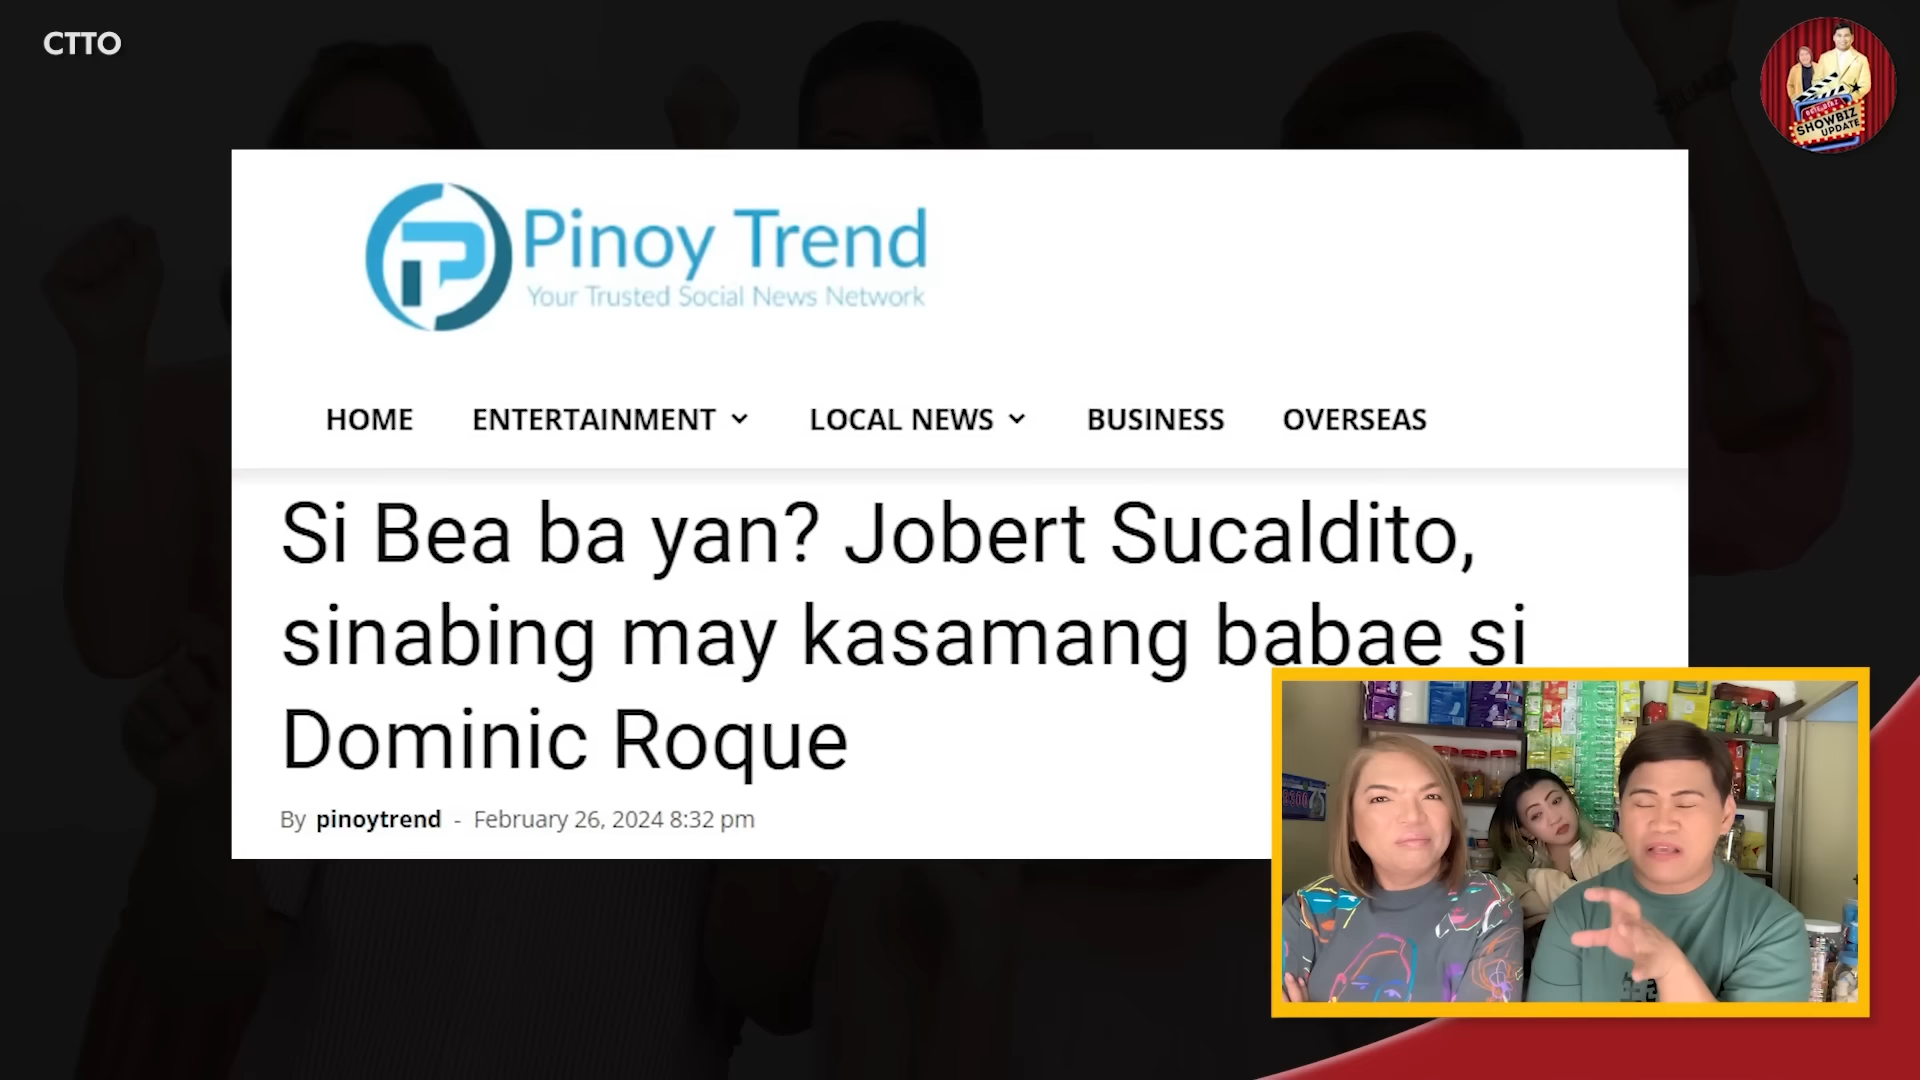 CTTO
SHOWBIZ
UPDATE
Pinoy Trend
Your Trusted Social News Network
HOME ENTERTAINMENT LOCAL NEWS BUSINESS OVERSEAS
Si Bea ba yan? Jobert Sucaldito,
sinabing may kasamang babae si
Dominic Roque
By pinoytrend - February 26, 2024 8:32 pm